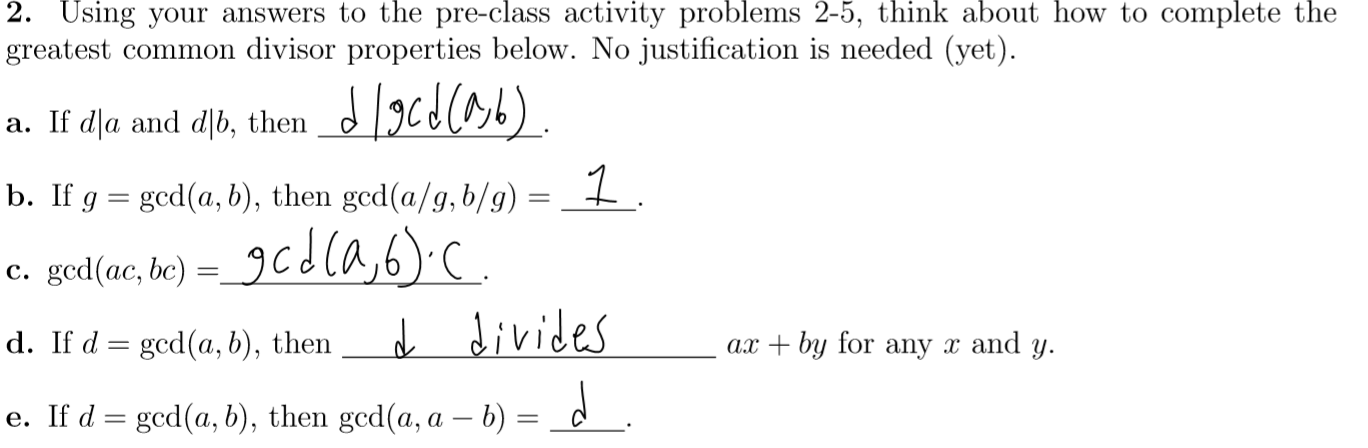 2. Using your answers to the pre-class activity problems 2-5, think about how to complete the
greatest common divisor properties below. No justification is needed (yet).
a. If d|a and d|b, then d|gcd(a,b).
b. If g = gcd(a, b), then gcd(a/g, b/g) = 1.
c. gcd(ac, bc) = gcd(a,b)·c.
d. If d = gcd(a, b), then d divides ax + by for any x and y.
e. If d = gcd(a, b), then gcd(a, a − b) = d.